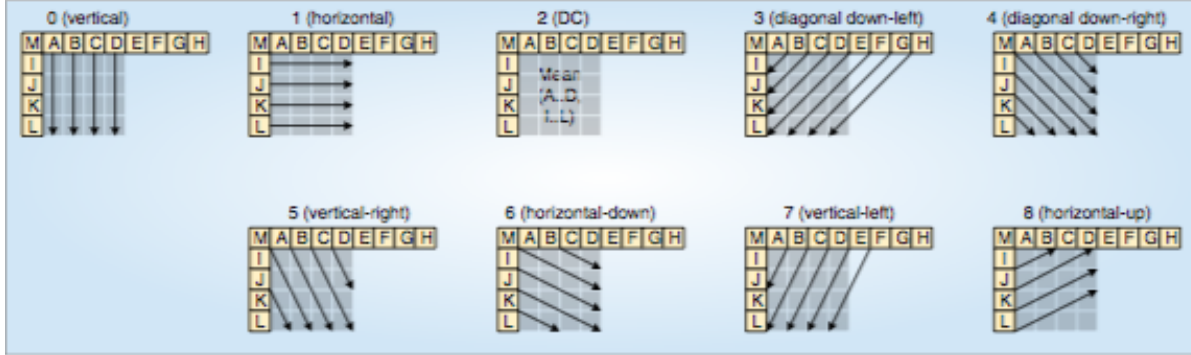 0 (vertical)
M A B C D E F G H
I
J
K
L
1 (horizontal)
M A B C D E F G H
I
J
K
L
2 (DC)
M A B C D E F G H
I
J
K
L
Mean
(A..D,
I..L)
3 (diagonal down-left)
M A B C D E F G H
I
J
K
L
4 (diagonal down-right)
M A B C D E F G H
I
J
K
L
5 (vertical-right)
M A B C D E F G H
I
J
K
L
6 (horizontal-down)
M A B C D E F G H
I
J
K
L
7 (vertical-left)
M A B C D E F G H
I
J
K
L
8 (horizontal-up)
M A B C D E F G H
I
J
K
L